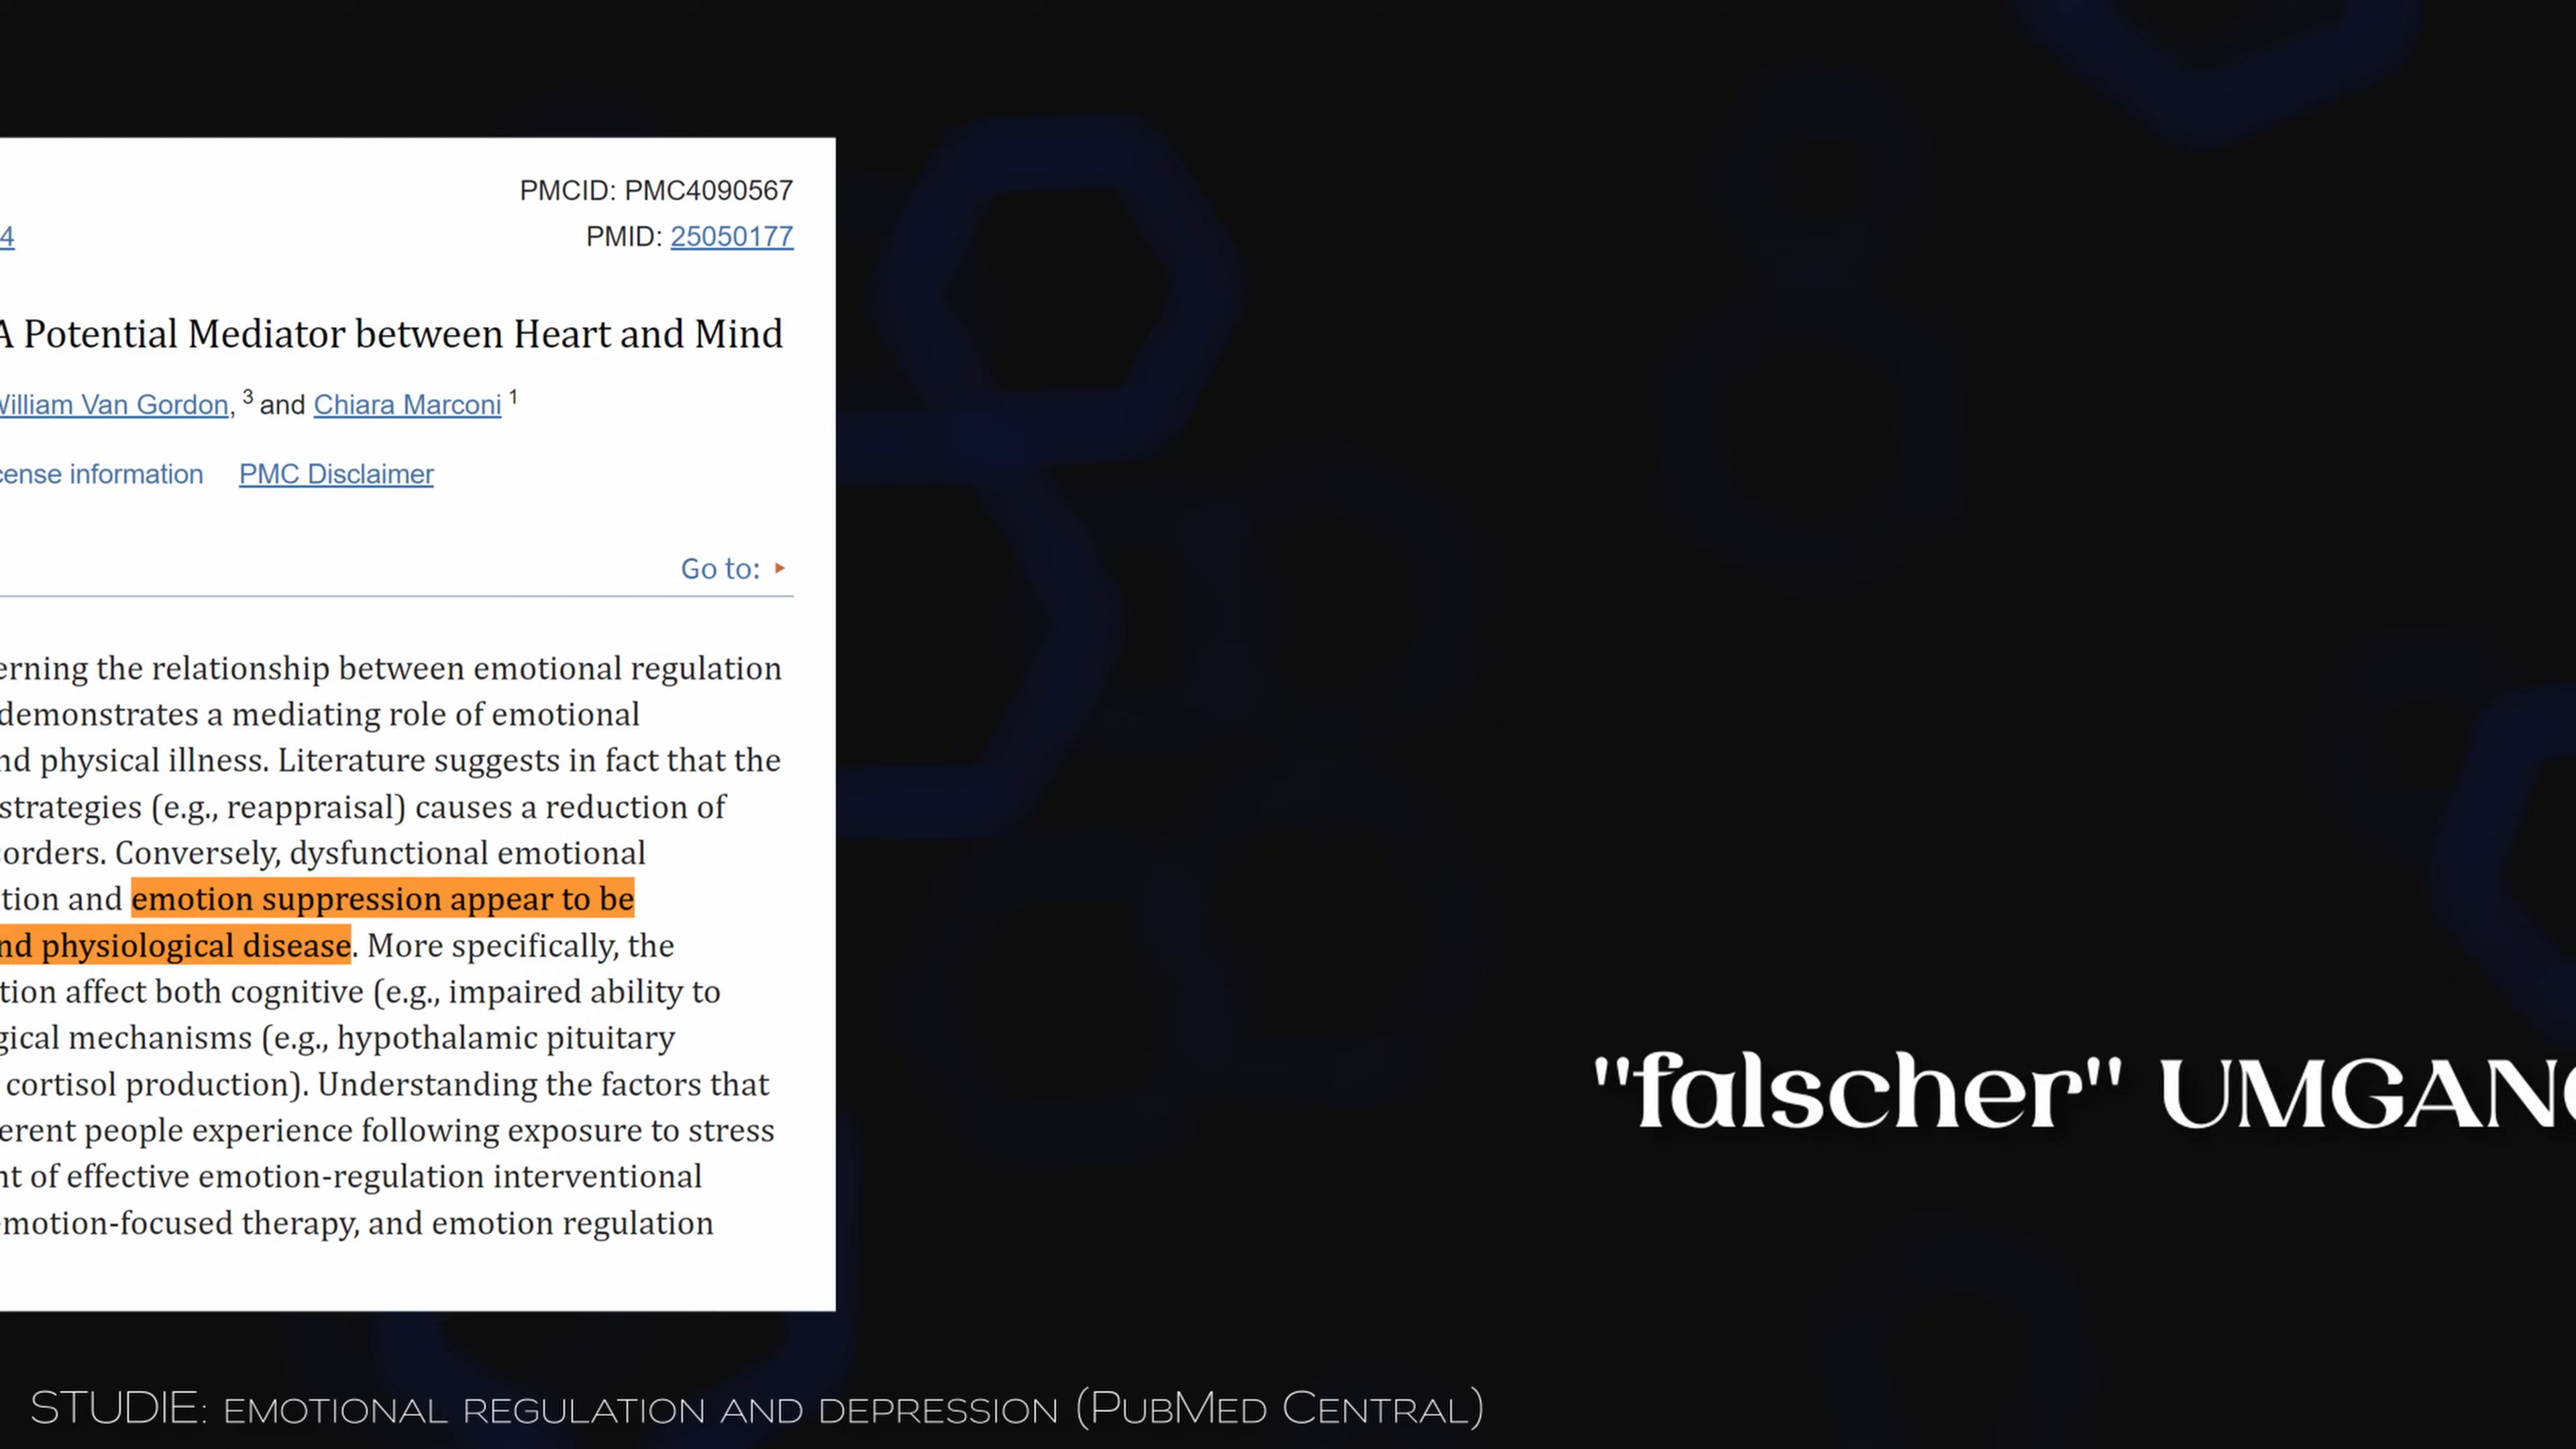 PMCID: PMC4090567
4
PMID: 25050177
A Potential Mediator between Heart and Mind
William Van Gordon, 3 and Chiara Marconi 1
cense information PMC Disclaimer
Go to:
erning the relationship between emotional regulation
demonstrates a mediating role of emotional
nd physical illness. Literature suggests in fact that the
strategies (e.g., reappraisal) causes a reduction of
orders. Conversely, dysfunctional emotional
tion and emotion suppression appear to be
nd physiological disease. More specifically, the
tion affect both cognitive (e.g., impaired ability to
gical mechanisms (e.g., hypothalamic pituitary
cortisol production). Understanding the factors that
erent people experience following exposure to stress
nt of effective emotion-regulation interventional
emotion-focused therapy, and emotion regulation
"falscher" UMGANG
STUDIE: EMOTIONAL REGULATION AND DEPRESSION (PUBMED CENTRAL)